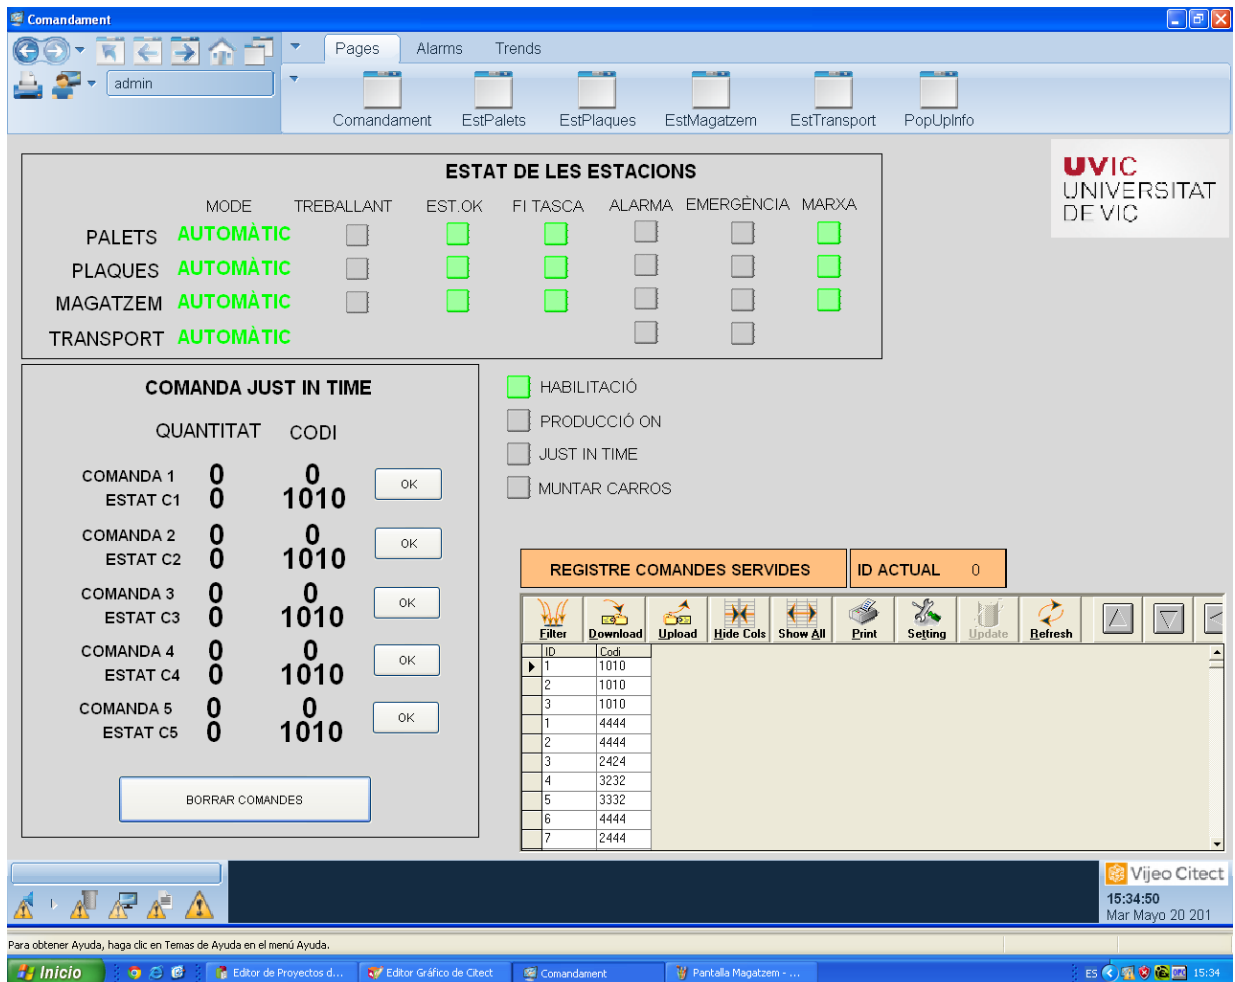 Comandament
Pages Alarms Trends
admin
Comandament EstPalets EstPlaques EstMagatzem EstTransport PopUpInfo
ESTAT DE LES ESTACIONS
MODE TREBALLANT EST.OK FI TASCA ALARMA EMERGÈNCIA MARXA
PALETS AUTOMÀTIC
PLAQUES AUTOMÀTIC
MAGATZEM AUTOMÀTIC
TRANSPORT AUTOMÀTIC
UVIC
UNIVERSITAT
DE VIC
COMANDA JUST IN TIME
QUANTITAT CODI
COMANDA 1 0 0
ESTAT C1 0 1010
OK
COMANDA 2 0 0
ESTAT C2 0 1010
OK
COMANDA 3 0 0
ESTAT C3 0 1010
OK
COMANDA 4 0 0
ESTAT C4 0 1010
OK
COMANDA 5 0 0
ESTAT C5 0 1010
OK
BORRAR COMANDES
HABILITACIÓ
PRODUCCIÓ ON
JUST IN TIME
MUNTAR CARROS
REGISTRE COMANDES SERVIDES ID ACTUAL 0
Filter Download Upload Hide Cols Show All Print Setting Update Refresh
ID Codi
1 1010
2 1010
3 1010
1 4444
2 4444
3 2424
4 3232
5 3332
6 4444
7 2444
Vijeo Citect
15:34:50
Mar Mayo 20 201
Para obtener Ayuda, haga clic en Temas de Ayuda en el menú Ayuda.
Inicio Editor de Proyectos d... Editor Gráfico de Citect Comandament Pantalla Magatzem - ... ES 15:34